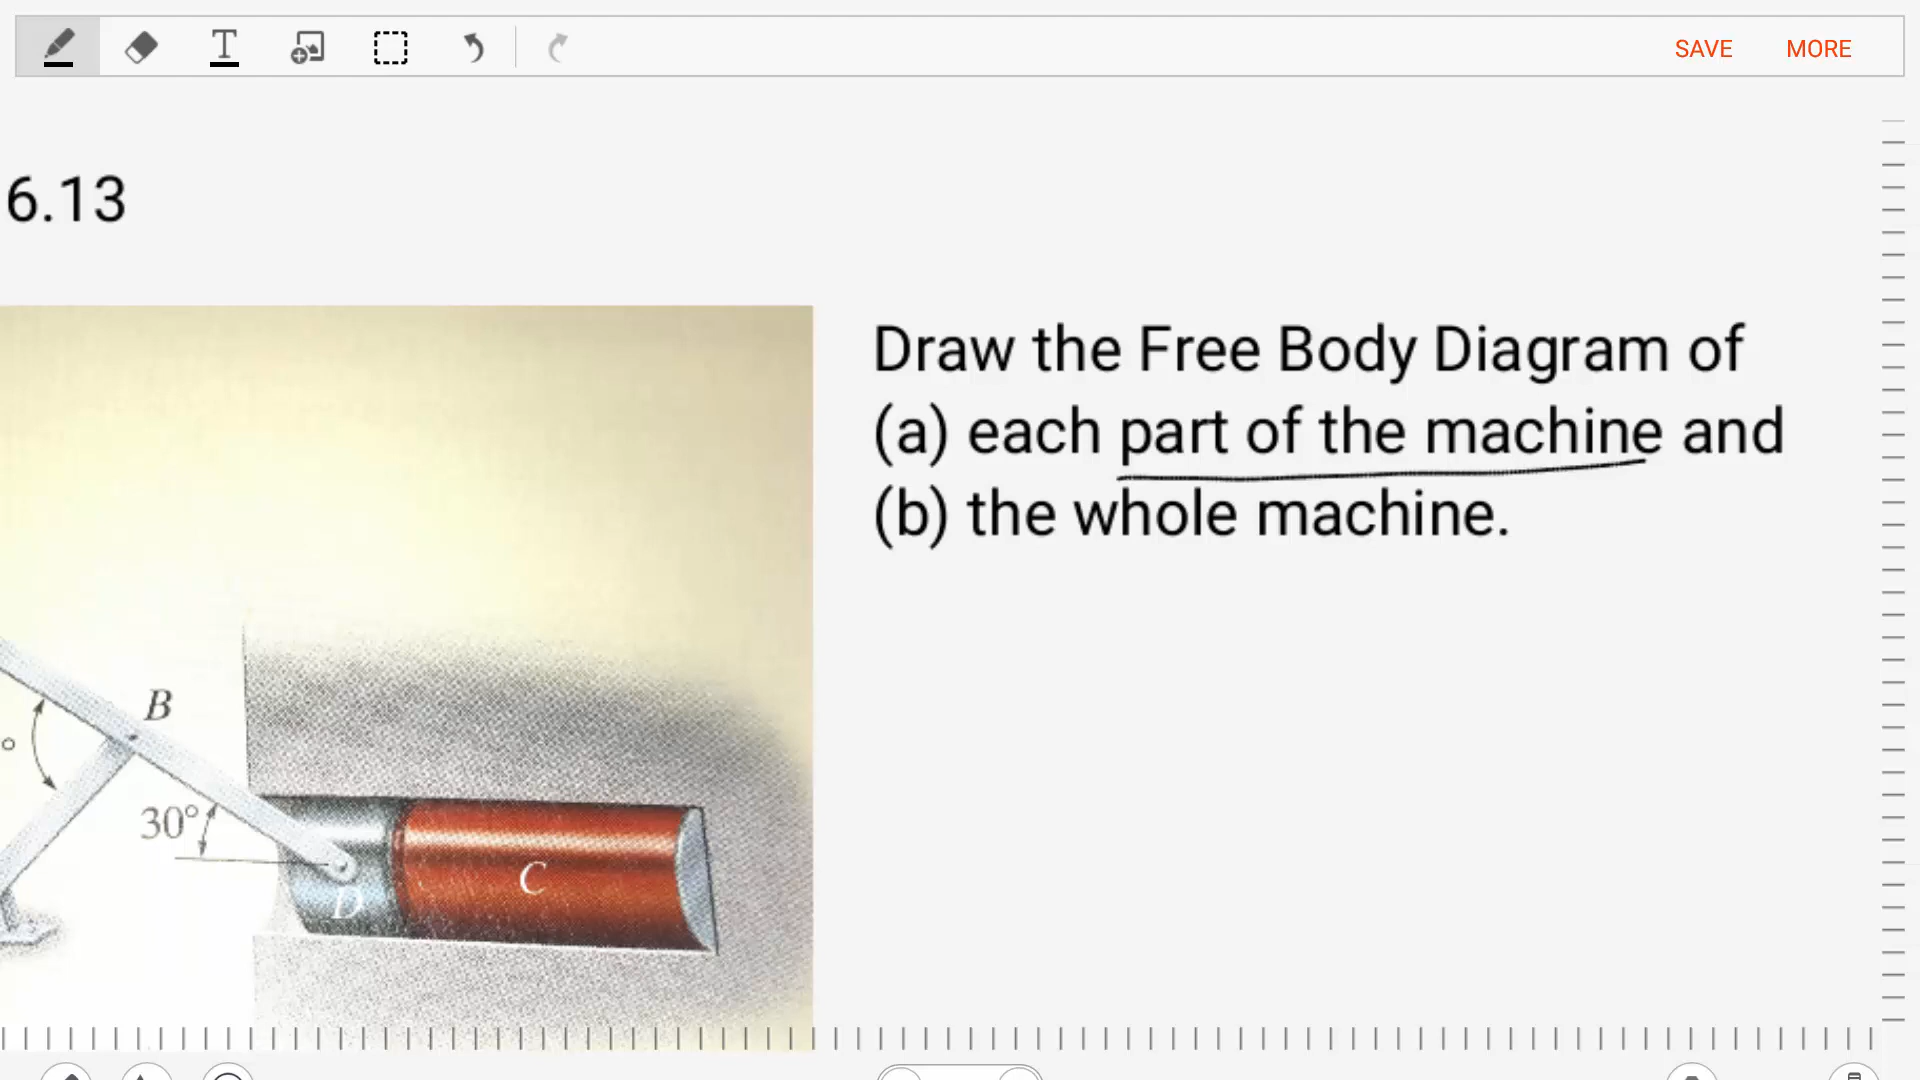 SAVE MORE
6.13
Draw the Free Body Diagram of
(a) each part of the machine and
(b) the whole machine.
B
°
30°
C
D